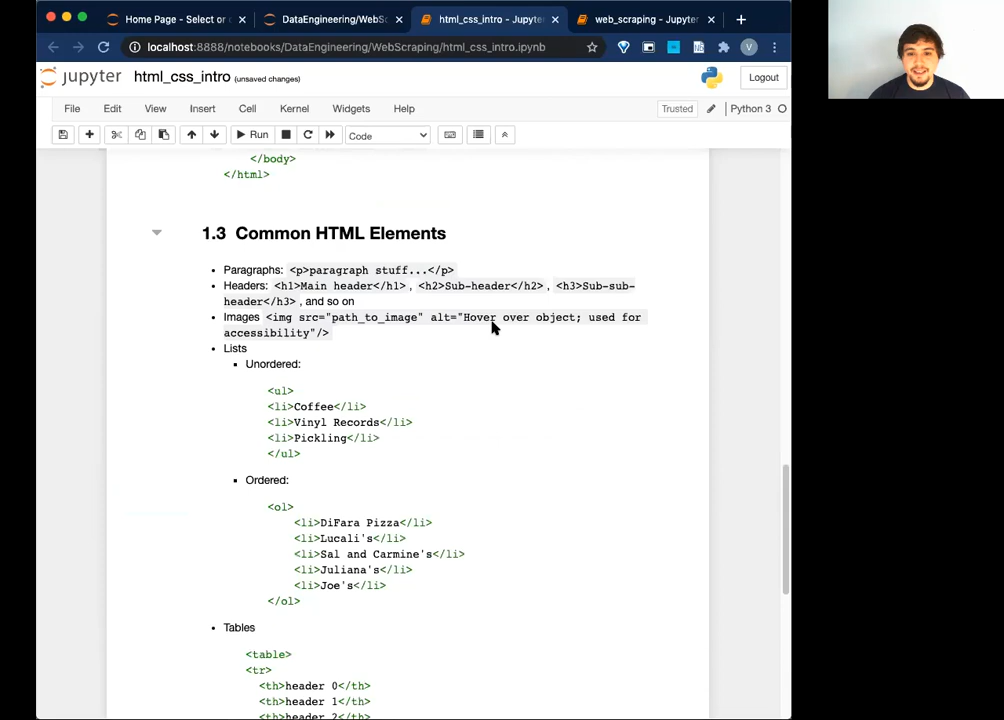 Home Page - Select or c
DataEngineering/WebSc
html_css_intro - Jupyter
web_scraping - Jupyter
localhost:8888/notebooks/DataEngineering/WebScraping/html_css_intro.ipynb
V
jupyter html_css_intro (unsaved changes)
Logout
File Edit View Insert Cell Kernel Widgets Help
Trusted
Python 3
Run
Code
</body>
</html>
1.3 Common HTML Elements
• Paragraphs: <p>paragraph stuff...</p>
• Headers: <h1>Main header</h1>, <h2>Sub-header</h2>, <h3>Sub-sub-
header</h3>, and so on
• Images <img src="path_to_image" alt="Hover over object; used for
accessibility"/>
• Lists
▪ Unordered:
<ul>
<li>Coffee</li>
<li>Vinyl Records</li>
<li>Pickling</li>
</ul>
▪ Ordered:
<ol>
<li>DiFara Pizza</li>
<li>Lucali's</li>
<li>Sal and Carmine's</li>
<li>Juliana's</li>
<li>Joe's</li>
</ol>
• Tables
<table>
<tr>
<th>header 0</th>
<th>header 1</th>
<th>header 2</th>